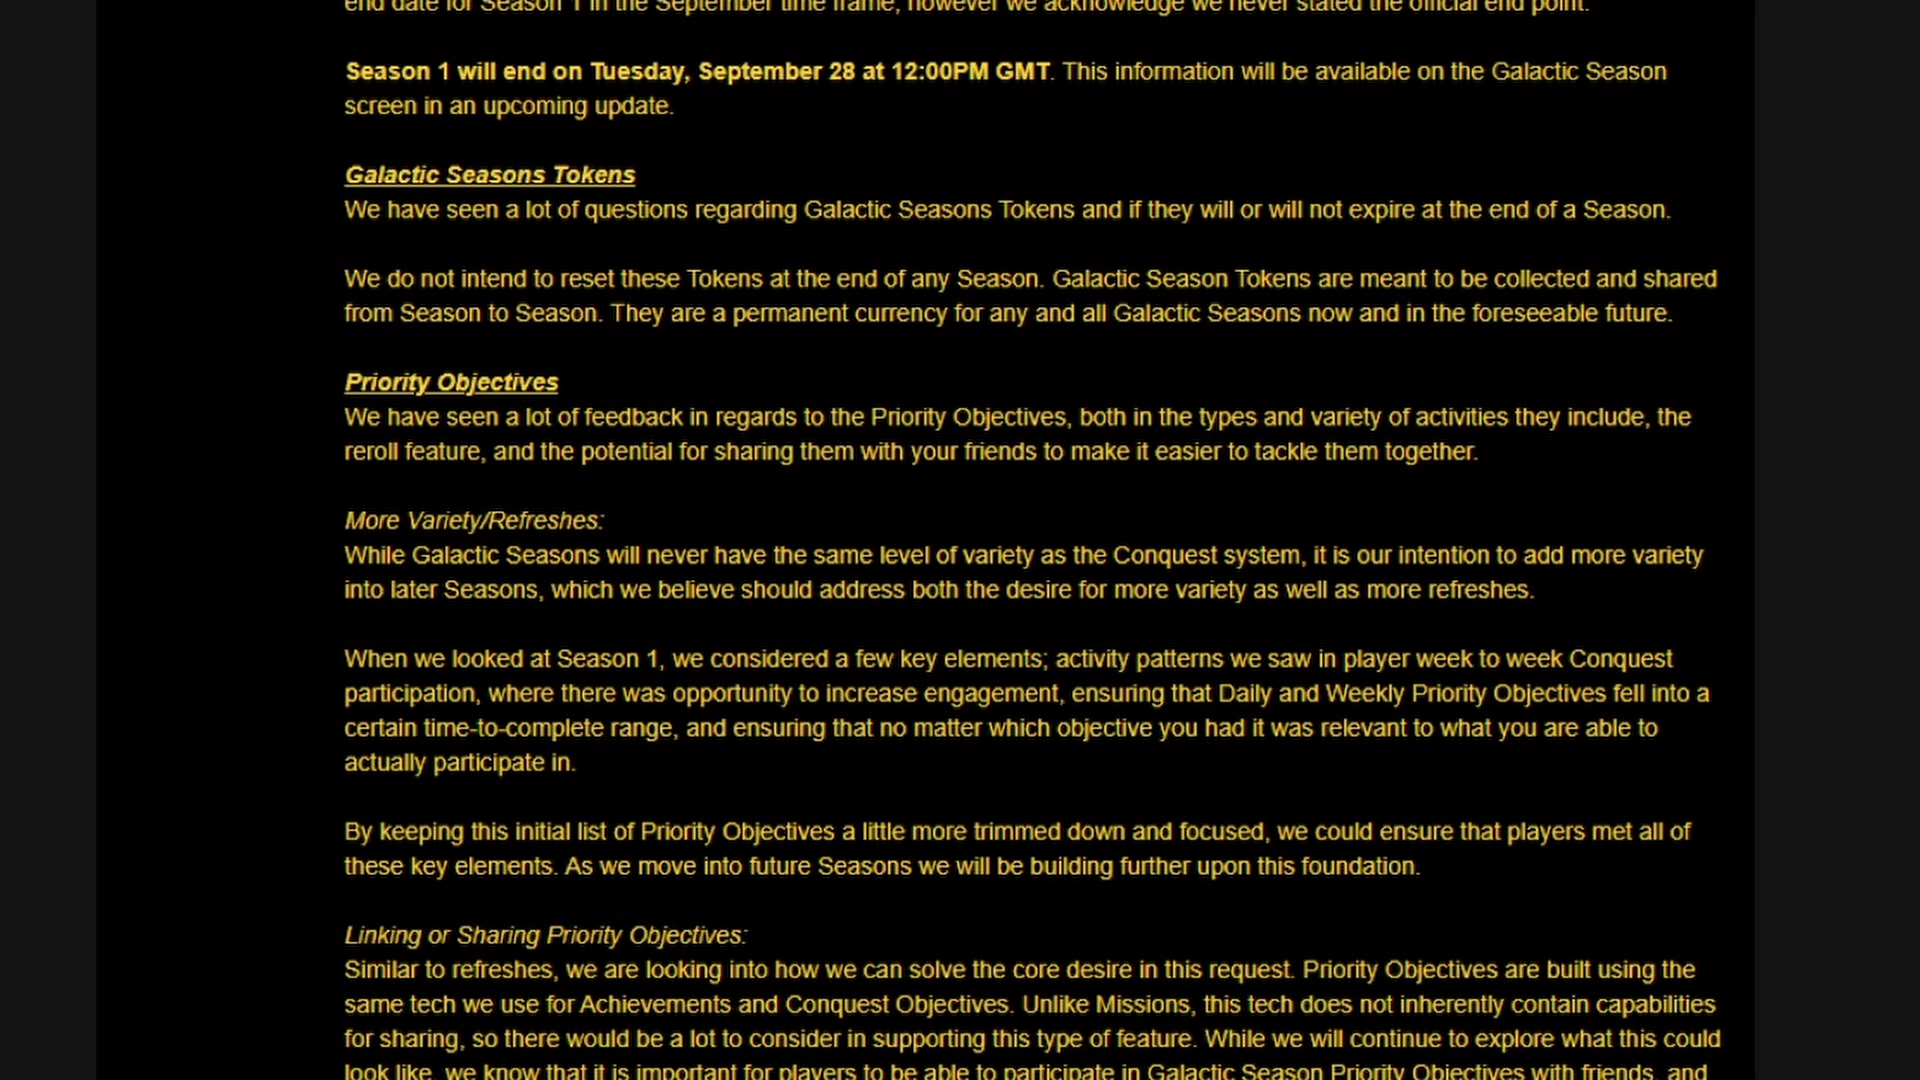 end date for Season 1 in the September time frame, however we acknowledge we never stated the official end point.
Season 1 will end on Tuesday, September 28 at 12:00PM GMT. This information will be available on the Galactic Season
screen in an upcoming update.
Galactic Seasons Tokens
We have seen a lot of questions regarding Galactic Seasons Tokens and if they will or will not expire at the end of a Season.
We do not intend to reset these Tokens at the end of any Season. Galactic Season Tokens are meant to be collected and shared
from Season to Season. They are a permanent currency for any and all Galactic Seasons now and in the foreseeable future.
Priority Objectives
We have seen a lot of feedback in regards to the Priority Objectives, both in the types and variety of activities they include, the
reroll feature, and the potential for sharing them with your friends to make it easier to tackle them together.
More Variety/Refreshes:
While Galactic Seasons will never have the same level of variety as the Conquest system, it is our intention to add more variety
into later Seasons, which we believe should address both the desire for more variety as well as more refreshes.
When we looked at Season 1, we considered a few key elements; activity patterns we saw in player week to week Conquest
participation, where there was opportunity to increase engagement, ensuring that Daily and Weekly Priority Objectives fell into a
certain time-to-complete range, and ensuring that no matter which objective you had it was relevant to what you are able to
actually participate in.
By keeping this initial list of Priority Objectives a little more trimmed down and focused, we could ensure that players met all of
these key elements. As we move into future Seasons we will be building further upon this foundation.
Linking or Sharing Priority Objectives:
Similar to refreshes, we are looking into how we can solve the core desire in this request. Priority Objectives are built using the
same tech we use for Achievements and Conquest Objectives. Unlike Missions, this tech does not inherently contain capabilities
for sharing, so there would be a lot to consider in supporting this type of feature. While we will continue to explore what this could
look like, we know that it is important for players to be able to participate in Galactic Season Priority Objectives with friends, and